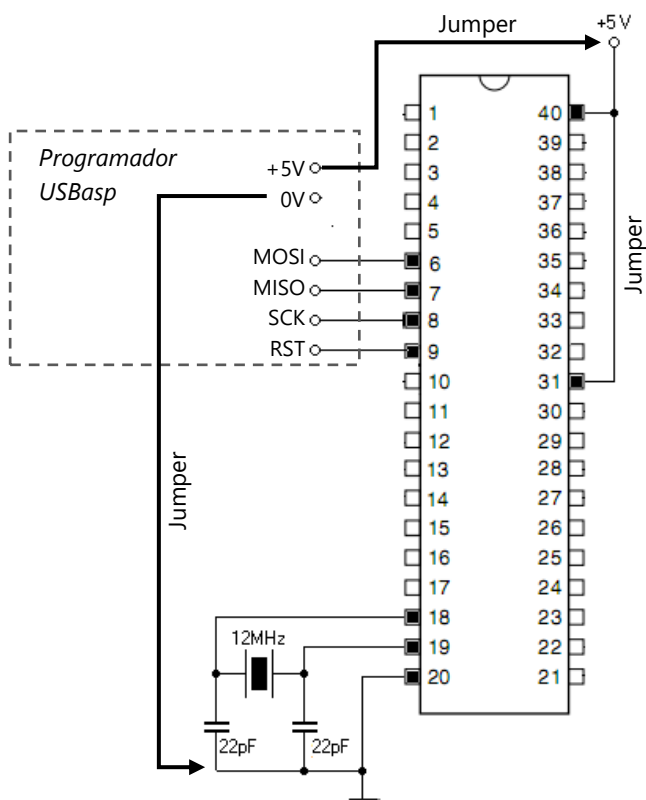 Jumper
+5V
Programador
USBasp
+5V
0V
MOSI
MISO
SCK
RST
1
2
3
4
5
6
7
8
9
10
11
12
13
14
15
16
17
18
19
20
40
39
38
37
36
35
34
33
32
31
30
29
28
27
26
25
24
23
22
21
Jumper
Jumper
12MHz
22pF
22pF